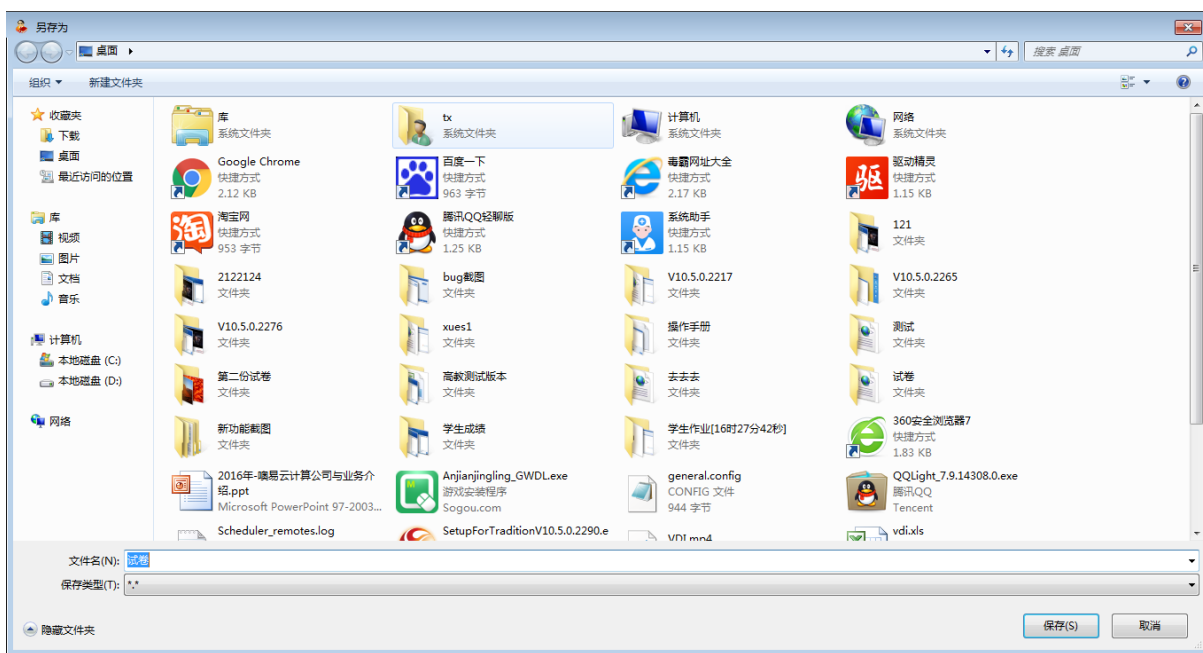 另存为
桌面
搜索 桌面
组织
新建文件夹
收藏夹
下载
桌面
最近访问的位置
库
视频
图片
文档
音乐
计算机
本地磁盘 (C:)
本地磁盘 (D:)
网络
库
系统文件夹
tx
系统文件夹
计算机
系统文件夹
网络
系统文件夹
Google Chrome
快捷方式
2.12 KB
百度一下
快捷方式
963 字节
毒霸网址大全
快捷方式
2.17 KB
驱
驱动精灵
快捷方式
1.15 KB
淘
淘宝网
快捷方式
953 字节
腾讯QQ轻聊版
快捷方式
1.25 KB
系统助手
快捷方式
1.15 KB
121
文件夹
2122124
文件夹
bug截图
文件夹
V10.5.0.2217
文件夹
V10.5.0.2265
文件夹
V10.5.0.2276
文件夹
xues1
文件夹
操作手册
文件夹
测试
文件夹
第二份试卷
文件夹
高教测试版本
文件夹
去去去
文件夹
试卷
文件夹
新功能截图
文件夹
学生成绩
文件夹
学生作业[16时27分42秒]
文件夹
360安全浏览器7
快捷方式
1.83 KB
2016年-噢易云计算公司与业务介
绍.ppt
Microsoft PowerPoint 97-2003...
Anjianjingling_GWDL.exe
游戏安装程序
Sogou.com
general.config
CONFIG 文件
944 字节
QQLight_7.9.14308.0.exe
腾讯QQ
Tencent
Scheduler_remotes.log
SetupForTraditionV10.5.0.2290.e
VDI.mp4
vdi.xls
文件名(N): 试卷
保存类型(T): *.*
隐藏文件夹
保存(S)
取消